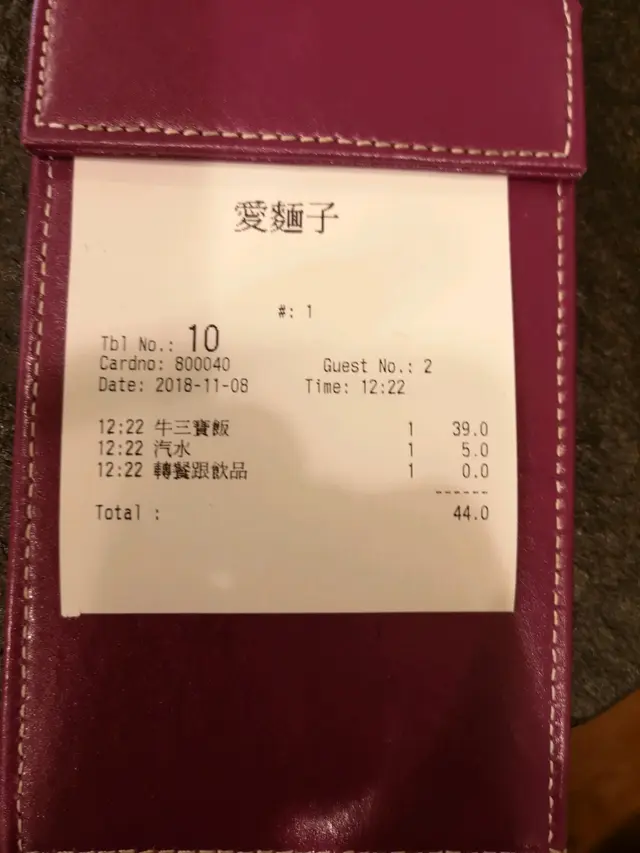 愛麵子
#: 1
Tbl No.: 10
Cardno: 800040 Guest No.: 2
Date: 2018-11-08 Time: 12:22
12:22 牛三寶飯 1 39.0
12:22 汽水 1 5.0
12:22 轉餐跟飲品 1 0.0
------
Total : 44.0